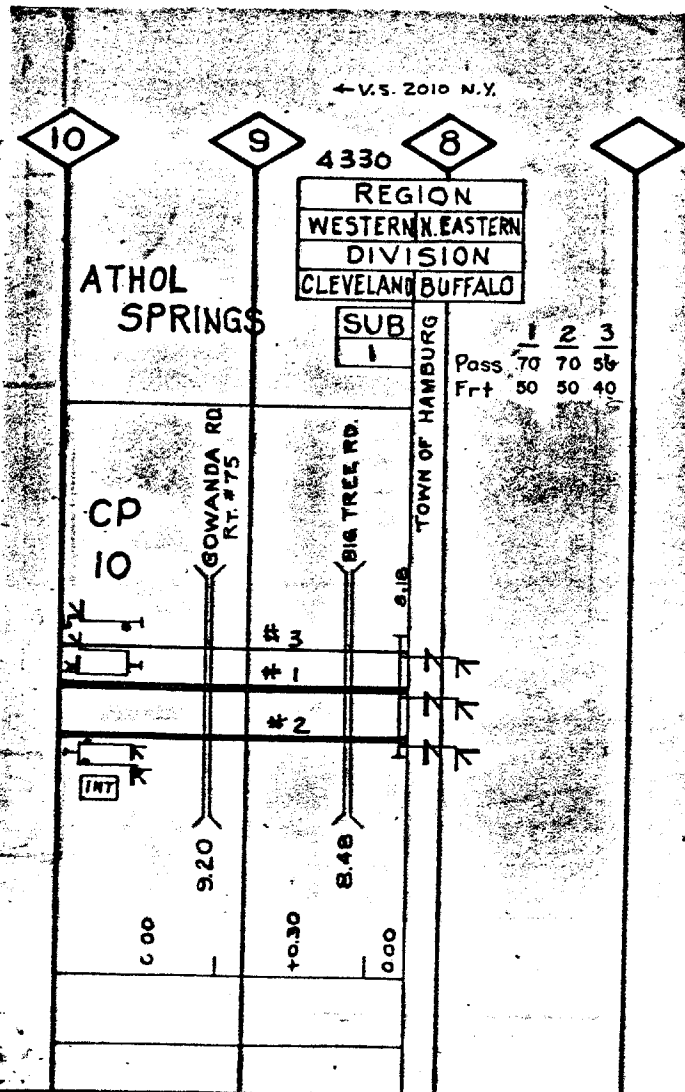 ←V.S. 2010 N.Y.
10
9
8
4330
REGION
WESTERN N.EASTERN
DIVISION
CLEVELAND BUFFALO
SUB
1
ATHOL
SPRINGS
1 2 3
Pass 70 70
Frt 50 50 40
TOWN OF HAMBURG
GOWANDA RD.
RT. #75
BIG TREE RD.
CP
10
8.18
# 3
# 1
# 2
INT
9.20
8.48
0.00
+0.30
0.00